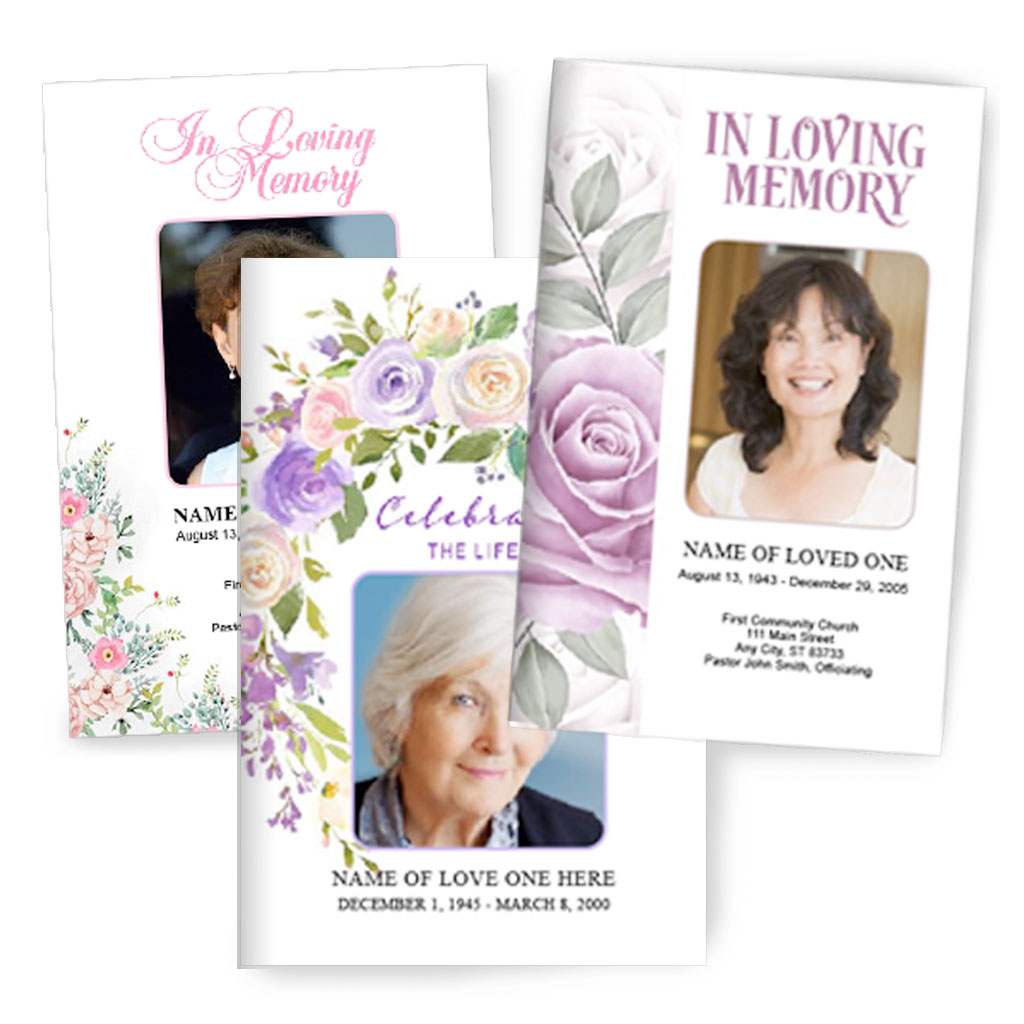 In Loving
Memory
NAME
August 13,
Fir
Pasto
Celebra
THE LIFE
NAME OF LOVE ONE HERE
DECEMBER 1, 1945 - MARCH 8, 2000
IN LOVING
MEMORY
NAME OF LOVED ONE
August 13, 1943 - December 29, 2005
First Community Church
111 Main Street
Any City, ST 83733
Pastor John Smith, Officiating